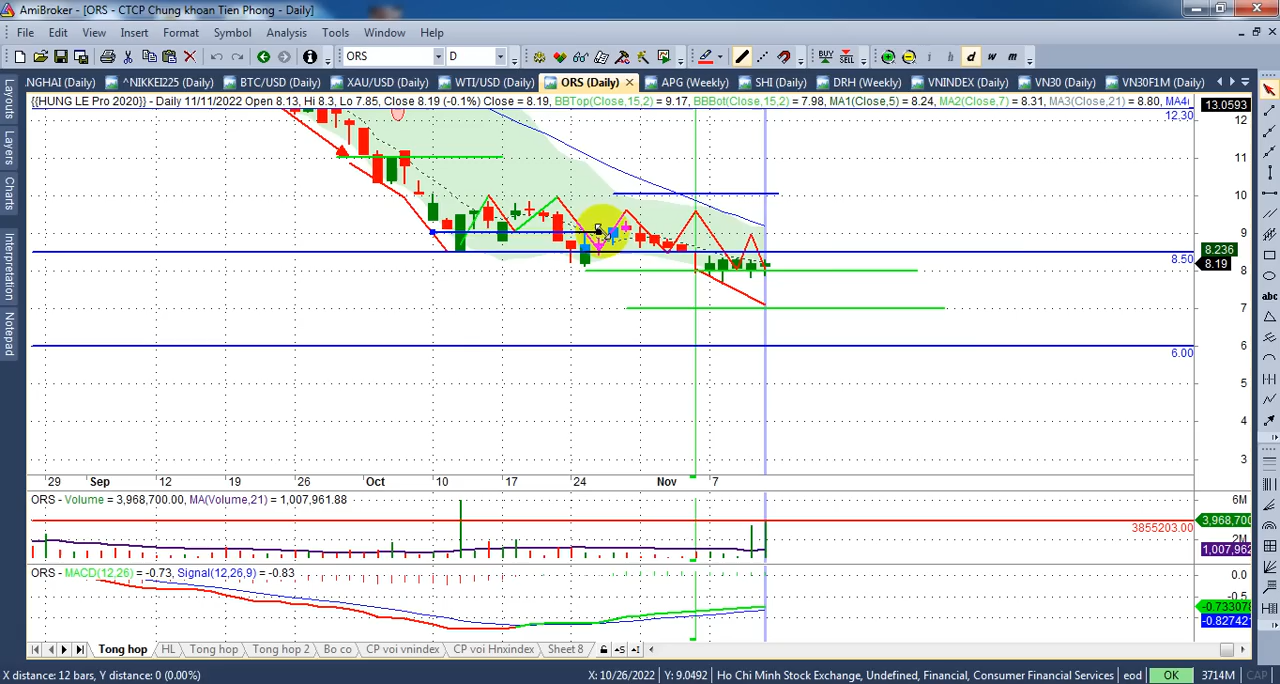 AmiBroker - [ORS - CTCP Chung khoan Tien Phong - Daily]
File Edit View Insert Format Symbol Analysis Tools Window Help
ORS D BUY SELL i h d w m
NGHAI (Daily) ^NIKKEI225 (Daily) BTC/USD (Daily) XAU/USD (Daily) WTI/USD (Daily) ORS (Daily) APG (Weekly) SHI (Daily) DRH (Weekly) VNINDEX (Daily) VN30 (Daily) VN30F1M (Daily)
{{HUNG LE Pro 2020}} - Daily 11/11/2022 Open 8.13, Hi 8.3, Lo 7.85, Close 8.19 (-0.1%) Close = 8.19, BBTop(Close,15,2) = 9.17, BBBot(Close,15,2) = 7.98, MA1(Close,5) = 8.24, MA2(Close,7) = 8.31, MA3(Close,21) = 8.80, MA4(
13.0593
12.30
12
11
10
9
8.236
8.50
8.19
8
7
6
6.00
5
4
3
Layouts
Layers
Charts
Interpretation
Notepad
abc
29 Sep 12 19 26 Oct 10 17 24 Nov 7
ORS - Volume = 3,968,700.00, MA(Volume,21) = 1,007,961.88
6M
3,968,700
3855203.00
2M
1,007,962
ORS - MACD(12,26) = -0.73, Signal(12,26,9) = -0.83
0.0
-0.5
-0.733078
-0.82742
Tong hop HL Tong hop Tong hop 2 Bo co CP voi vnindex CP voi Hnxindex Sheet 8
X distance: 12 bars, Y distance: 0 (0.00%) X: 10/26/2022 Y: 9.0492 Ho Chi Minh Stock Exchange, Undefined, Financial, Consumer Financial Services eod OK 3714M CAP